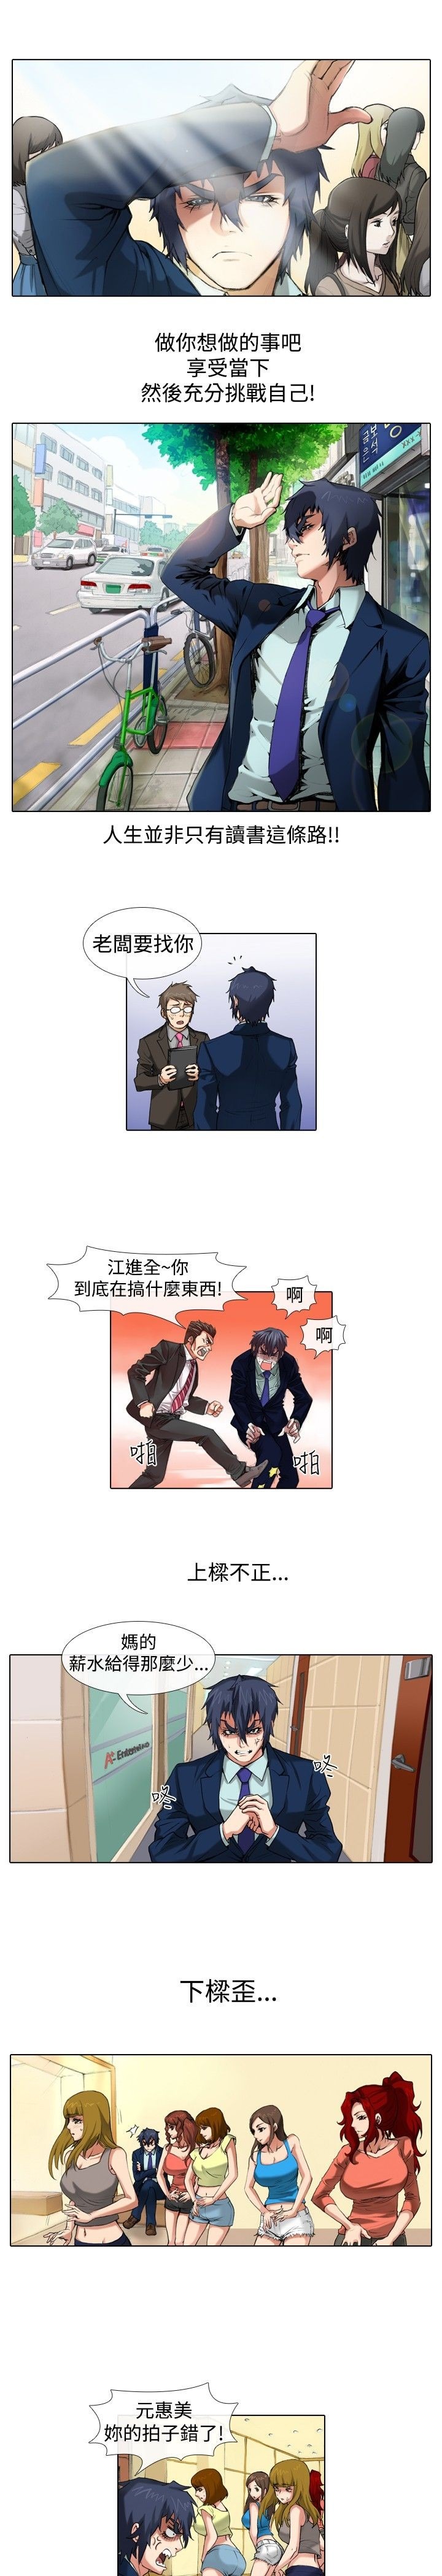 做你想做的事吧
享受當下
然後充分挑戰自己!
人生並非只有讀書這條路!!
老闆要找你
江進全~你
到底在搞什麼東西!
啊
啊
啪
啪
上樑不正...
媽的
薪水給得那麼少...
咚
咚
下樑歪...
元惠美
妳的拍子錯了!